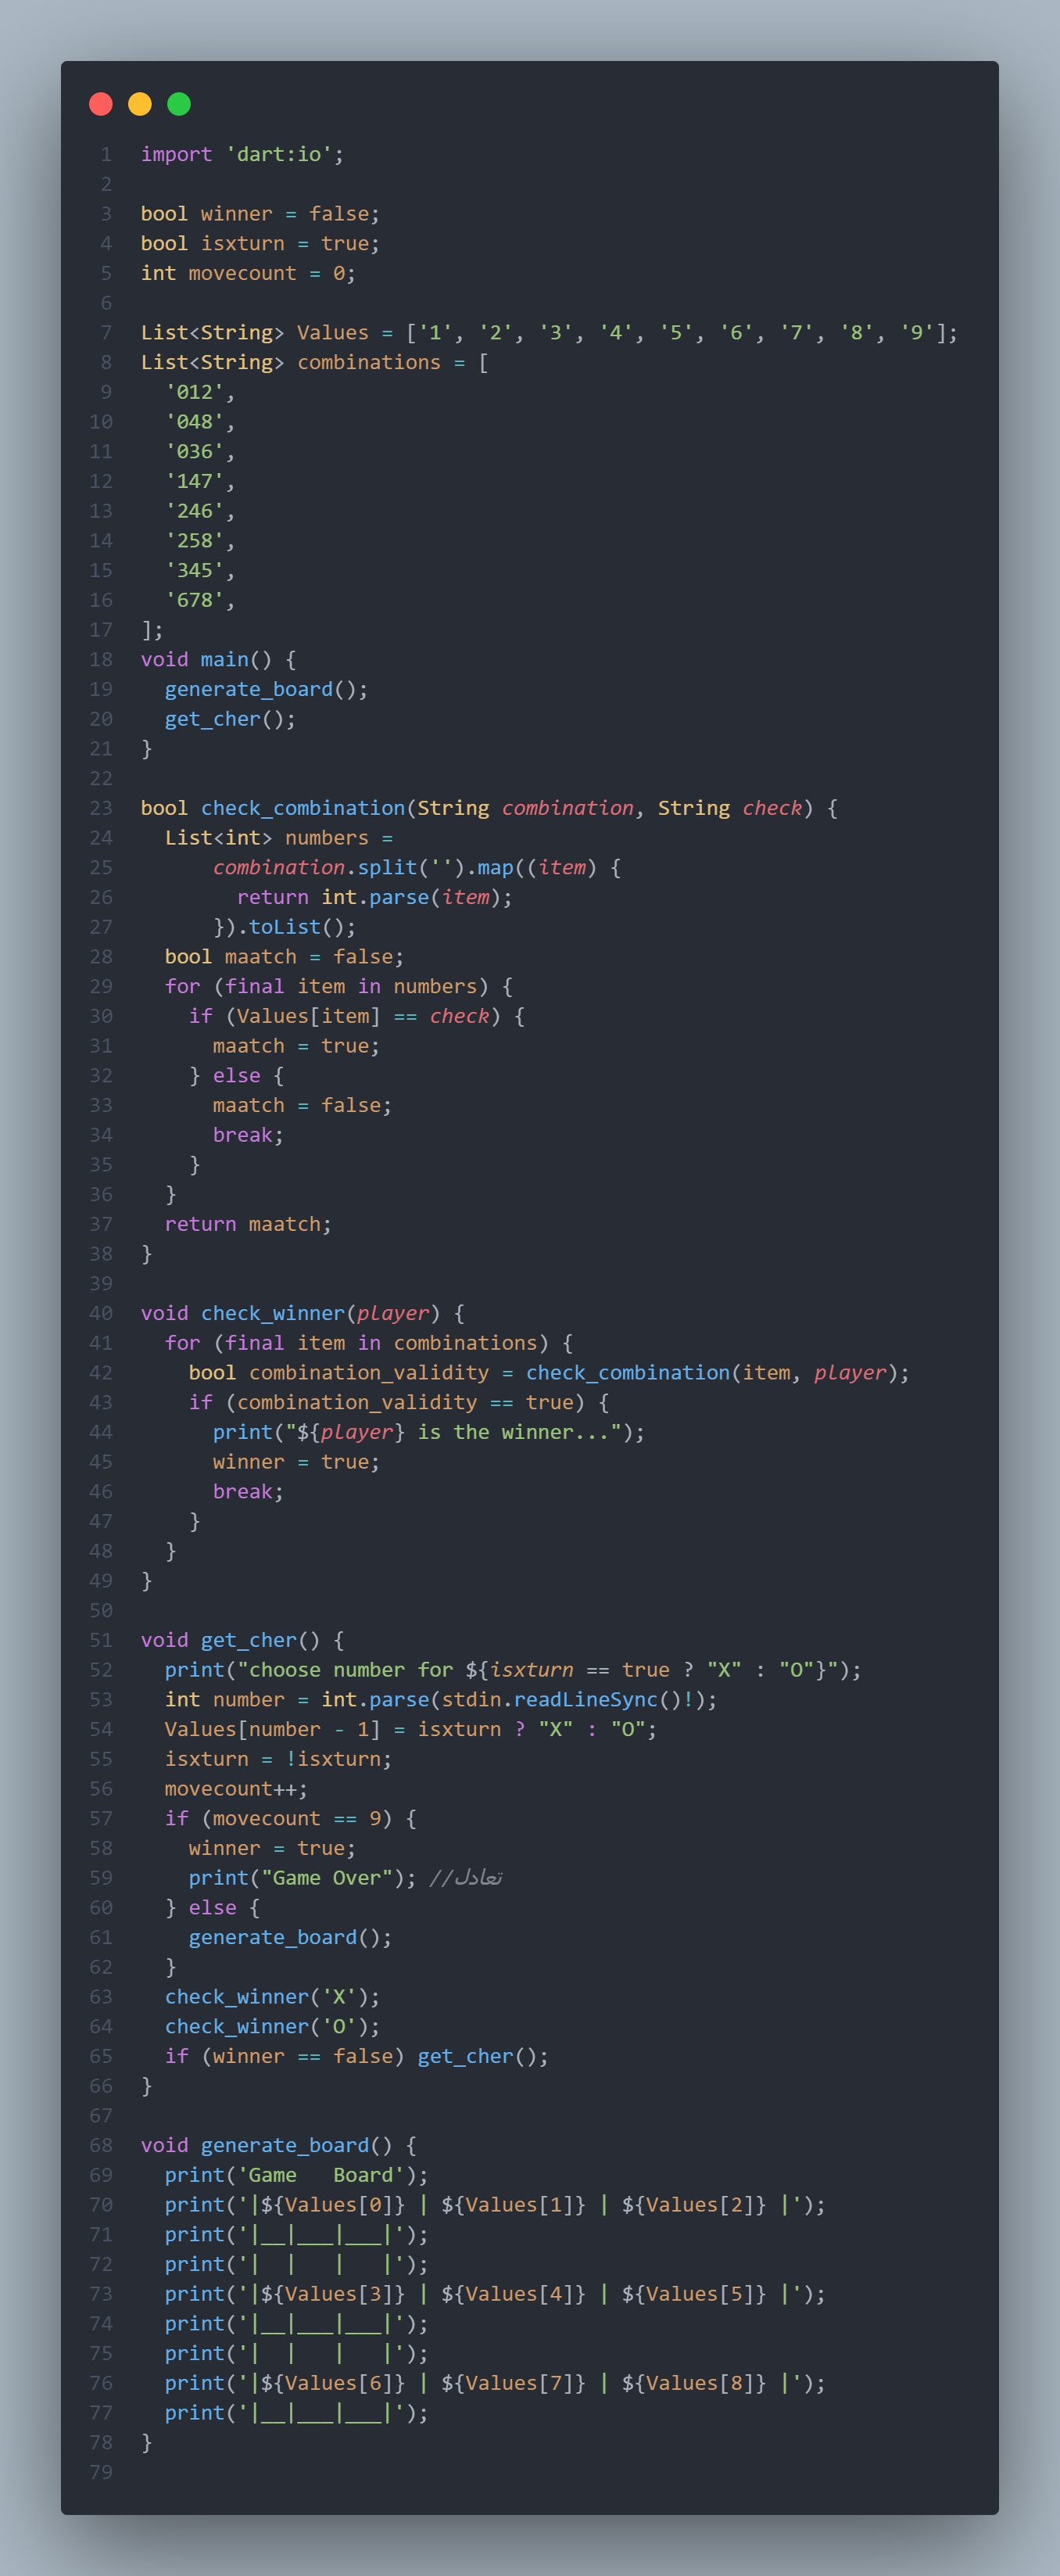 1 import 'dart:io';
2
3 bool winner = false;
4 bool isxturn = true;
5 int movecount = 0;
6
7 List<String> Values = ['1', '2', '3', '4', '5', '6', '7', '8', '9'];
8 List<String> combinations = [
9   '012',
10   '048',
11   '036',
12   '147',
13   '246',
14   '258',
15   '345',
16   '678',
17 ];
18 void main() {
19   generate_board();
20   get_cher();
21 }
22
23 bool check_combination(String combination, String check) {
24   List<int> numbers =
25       combination.split('').map((item) {
26         return int.parse(item);
27       }).toList();
28   bool maatch = false;
29   for (final item in numbers) {
30     if (Values[item] == check) {
31       maatch = true;
32     } else {
33       maatch = false;
34       break;
35     }
36   }
37   return maatch;
38 }
39
40 void check_winner(player) {
41   for (final item in combinations) {
42     bool combination_validity = check_combination(item, player);
43     if (combination_validity == true) {
44       print("${player} is the winner...");
45       winner = true;
46       break;
47     }
48   }
49 }
50
51 void get_cher() {
52   print("choose number for ${isxturn == true ? "X" : "O"}");
53   int number = int.parse(stdin.readLineSync()!);
54   Values[number - 1] = isxturn ? "X" : "O";
55   isxturn = !isxturn;
56   movecount++;
57   if (movecount == 9) {
58     winner = true;
59     print("Game Over"); //تعادل
60   } else {
61     generate_board();
62   }
63   check_winner('X');
64   check_winner('O');
65   if (winner == false) get_cher();
66 }
67
68 void generate_board() {
69   print('Game   Board');
70   print('|${Values[0]} | ${Values[1]} | ${Values[2]} |');
71   print('|__|___|___|');
72   print('|  |   |   |');
73   print('|${Values[3]} | ${Values[4]} | ${Values[5]} |');
74   print('|__|___|___|');
75   print('|  |   |   |');
76   print('|${Values[6]} | ${Values[7]} | ${Values[8]} |');
77   print('|__|___|___|');
78 }
79